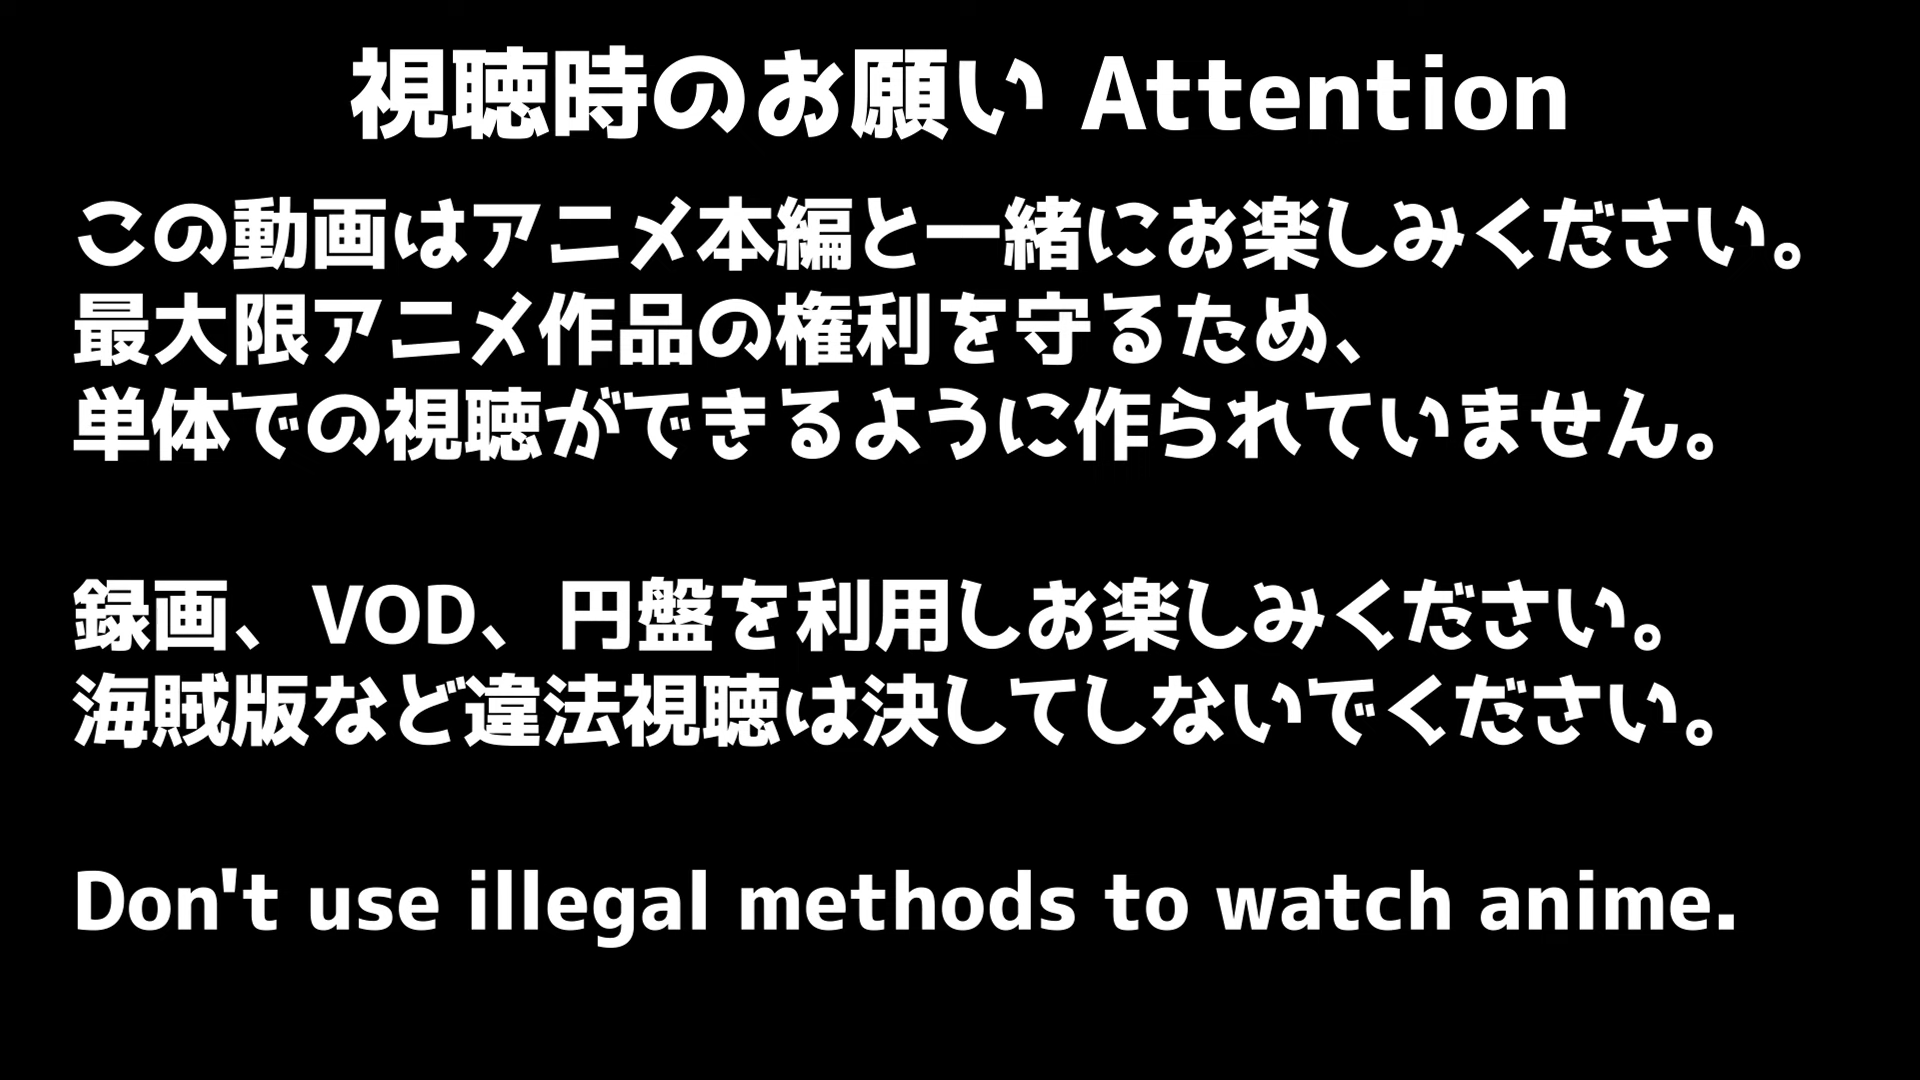 視聴時のお願い Attention
この動画はアニメ本編と一緒にお楽しみください。
最大限アニメ作品の権利を守るため、
単体での視聴ができるように作られていません。
録画、VOD、円盤を利用しお楽しみください。
海賊版など違法視聴は決してしないでください。
Don't use illegal methods to watch anime.